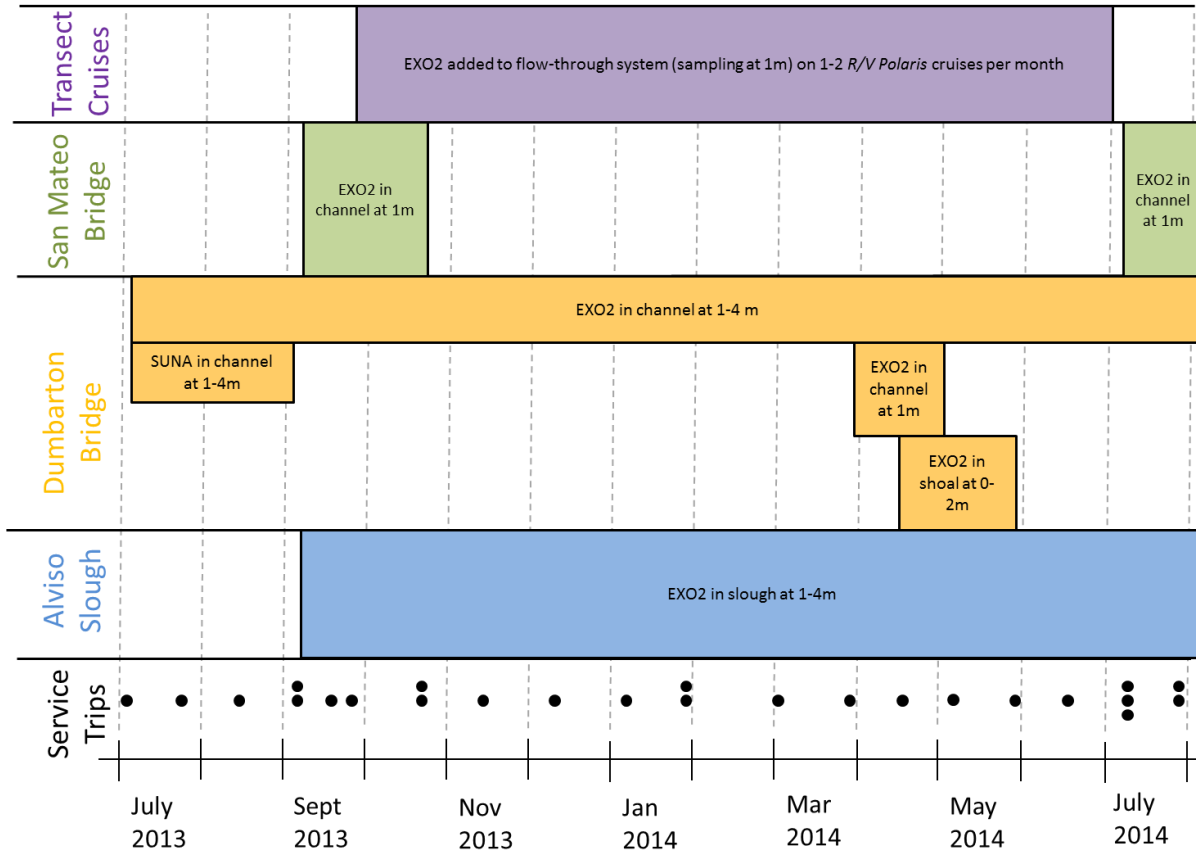 Transect
Cruises
EXO2 added to flow-through system (sampling at 1m) on 1-2 R/V Polaris cruises per month
San Mateo
Bridge
EXO2 in
channel at 1m
EXO2 in
channel
at 1m
Dumbarton
Bridge
EXO2 in channel at 1-4 m
SUNA in channel
at 1-4m
EXO2 in
channel
at 1m
EXO2 in
shoal at 0-
2m
Alviso
Slough
EXO2 in slough at 1-4m
Service
Trips
July
2013
Sept
2013
Nov
2013
Jan
2014
Mar
2014
May
2014
July
2014